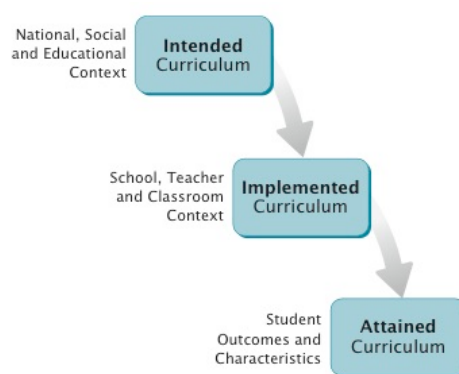 National, Social
and Educational
Context
Intended
Curriculum
School, Teacher
and Classroom
Context
Implemented
Curriculum
Student
Outcomes and
Characteristics
Attained
Curriculum